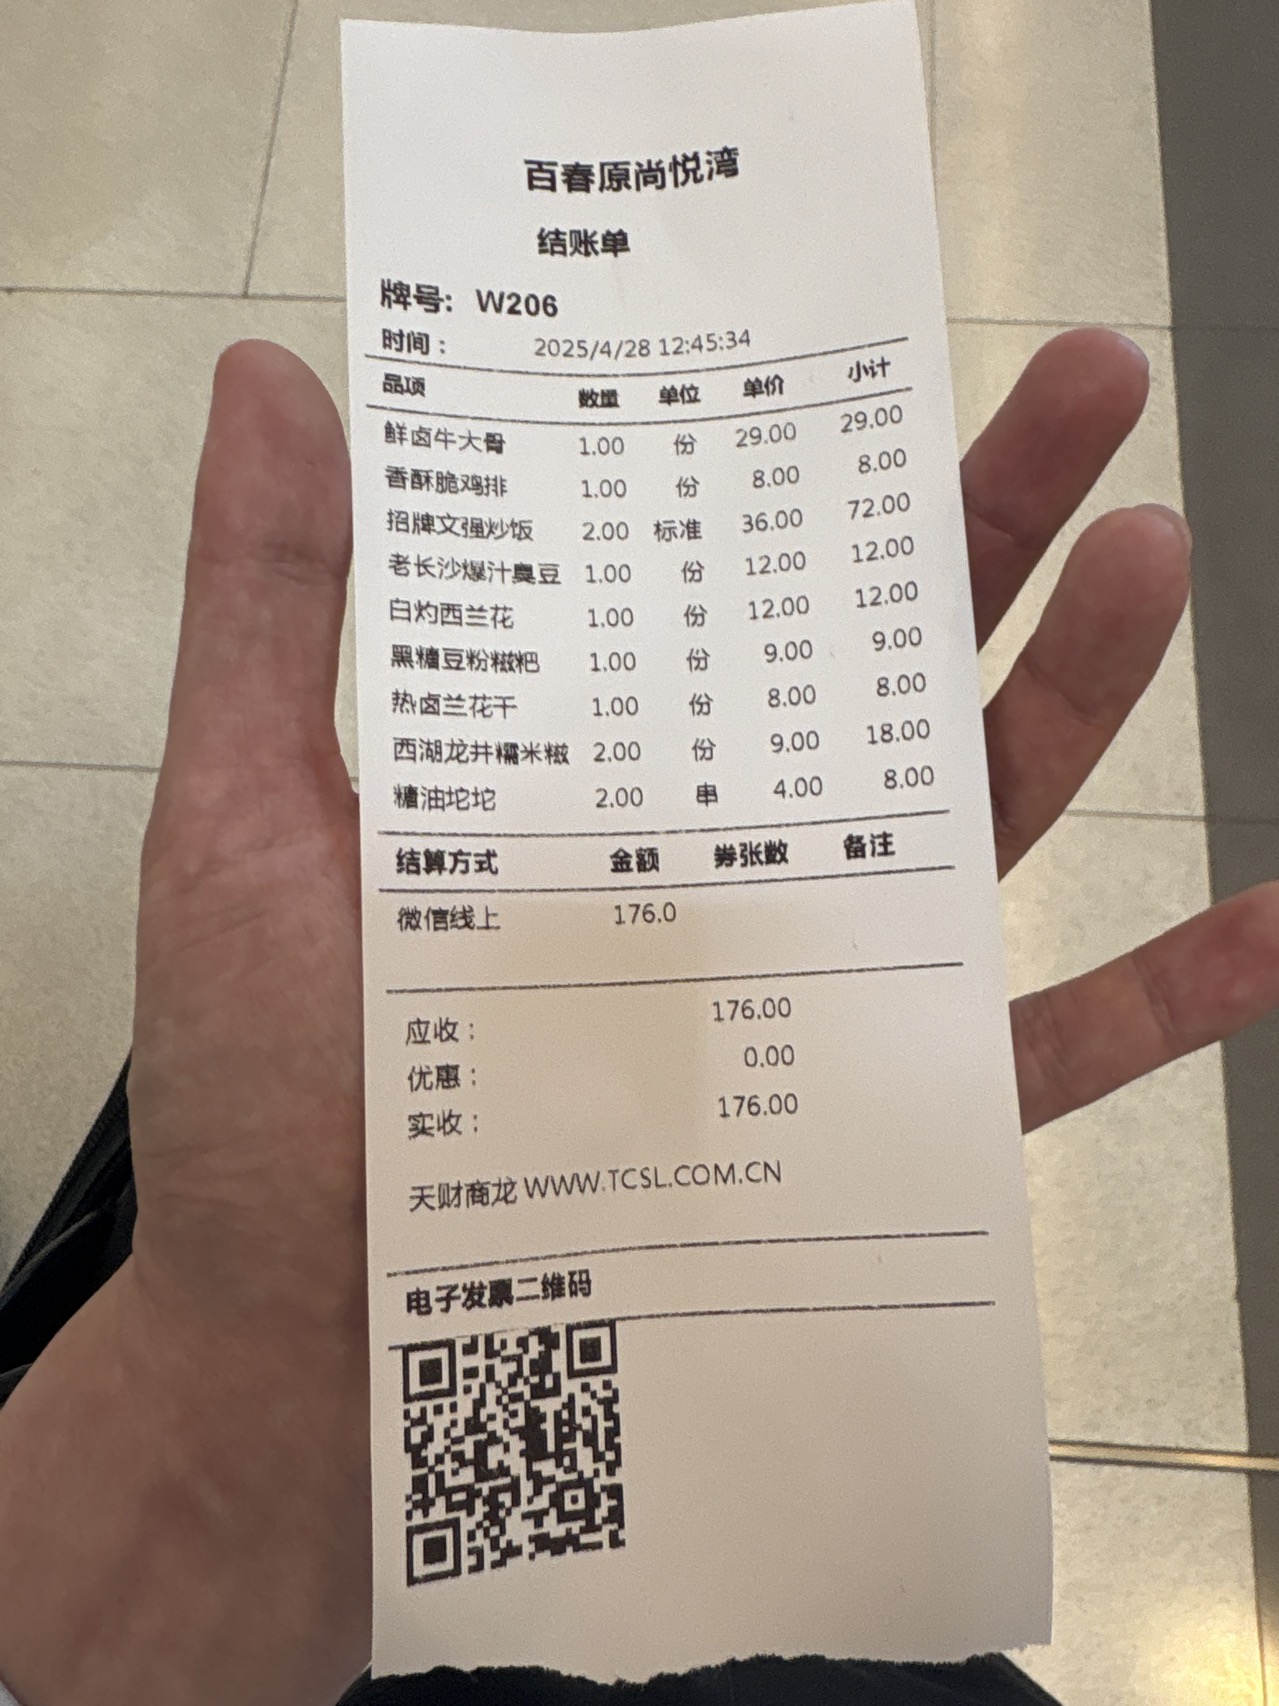 百春原尚悦湾
结账单
牌号: W206
时间： 2025/4/28 12:45:34
品项 数量 单位 单价 小计
鲜卤牛大骨 1.00 份 29.00 29.00
香酥脆鸡排 1.00 份 8.00 8.00
招牌文强炒饭 2.00 标准 36.00 72.00
老长沙爆汁臭豆 1.00 份 12.00 12.00
白灼西兰花 1.00 份 12.00 12.00
黑糖豆粉糍粑 1.00 份 9.00 9.00
热卤兰花干 1.00 份 8.00 8.00
西湖龙井糯米糍 2.00 份 9.00 18.00
糖油坨坨 2.00 串 4.00 8.00
结算方式 金额 券张数 备注
微信线上 176.0
应收： 176.00
优惠： 0.00
实收： 176.00
天财商龙 WWW.TCSL.COM.CN
电子发票二维码